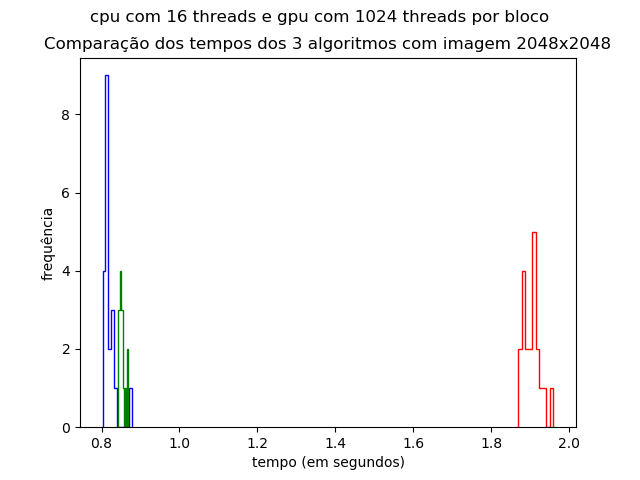 cpu com 16 threads e gpu com 1024 threads por bloco
Comparação dos tempos dos 3 algoritmos com imagem 2048x2048
frequência
8
6
4
2
0
0.8 1.0 1.2 1.4 1.6 1.8 2.0
tempo (em segundos)